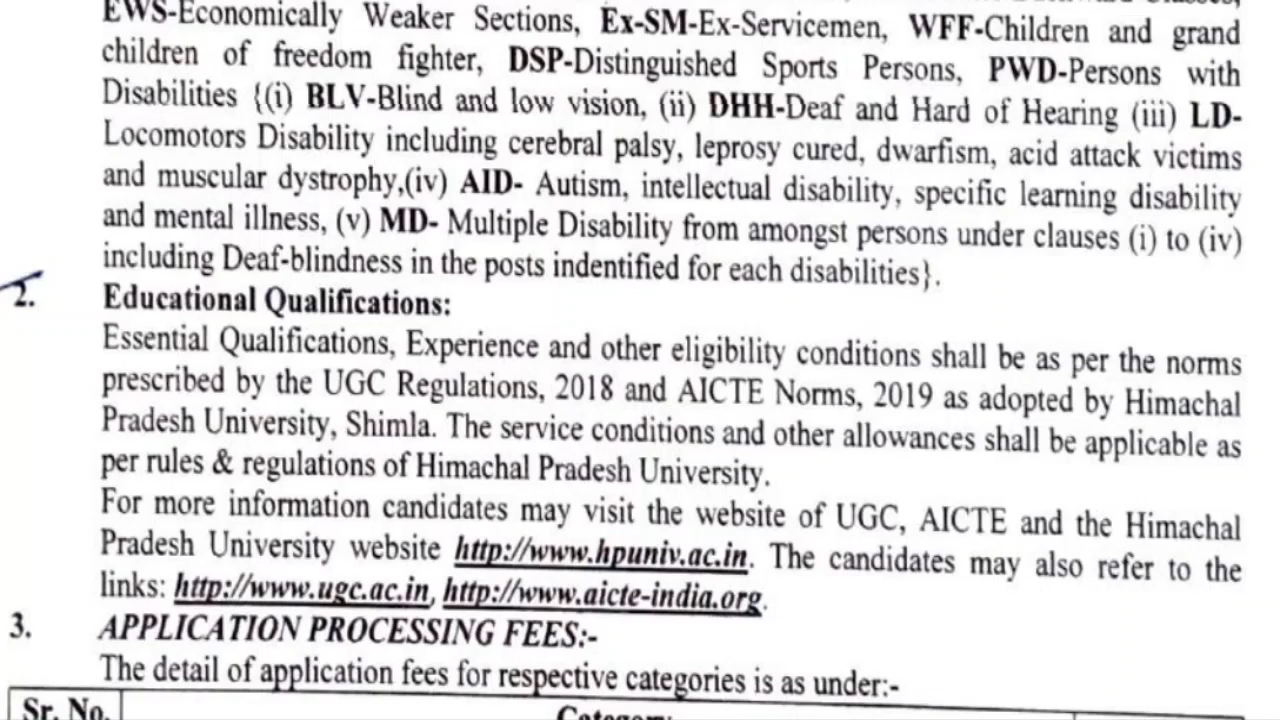 EWS-Economically Weaker Sections, Ex-SM-Ex-Servicemen, WFF-Children and grand
children of freedom fighter, DSP-Distinguished Sports Persons, PWD-Persons with
Disabilities {(i) BLV-Blind and low vision, (ii) DHH-Deaf and Hard of Hearing (iii) LD-
Locomotors Disability including cerebral palsy, leprosy cured, dwarfism, acid attack victims
and muscular dystrophy,(iv) AID- Autism, intellectual disability, specific learning disability
and mental illness, (v) MD- Multiple Disability from amongst persons under clauses (i) to (iv)
including Deaf-blindness in the posts indentified for each disabilities}.
2. Educational Qualifications:
Essential Qualifications, Experience and other eligibility conditions shall be as per the norms
prescribed by the UGC Regulations, 2018 and AICTE Norms, 2019 as adopted by Himachal
Pradesh University, Shimla. The service conditions and other allowances shall be applicable as
per rules & regulations of Himachal Pradesh University.
For more information candidates may visit the website of UGC, AICTE and the Himachal
Pradesh University website http://www.hpuniv.ac.in. The candidates may also refer to the
links: http://www.ugc.ac.in, http://www.aicte-india.org.
3. APPLICATION PROCESSING FEES:-
The detail of application fees for respective categories is as under:-
Sr. No. Category